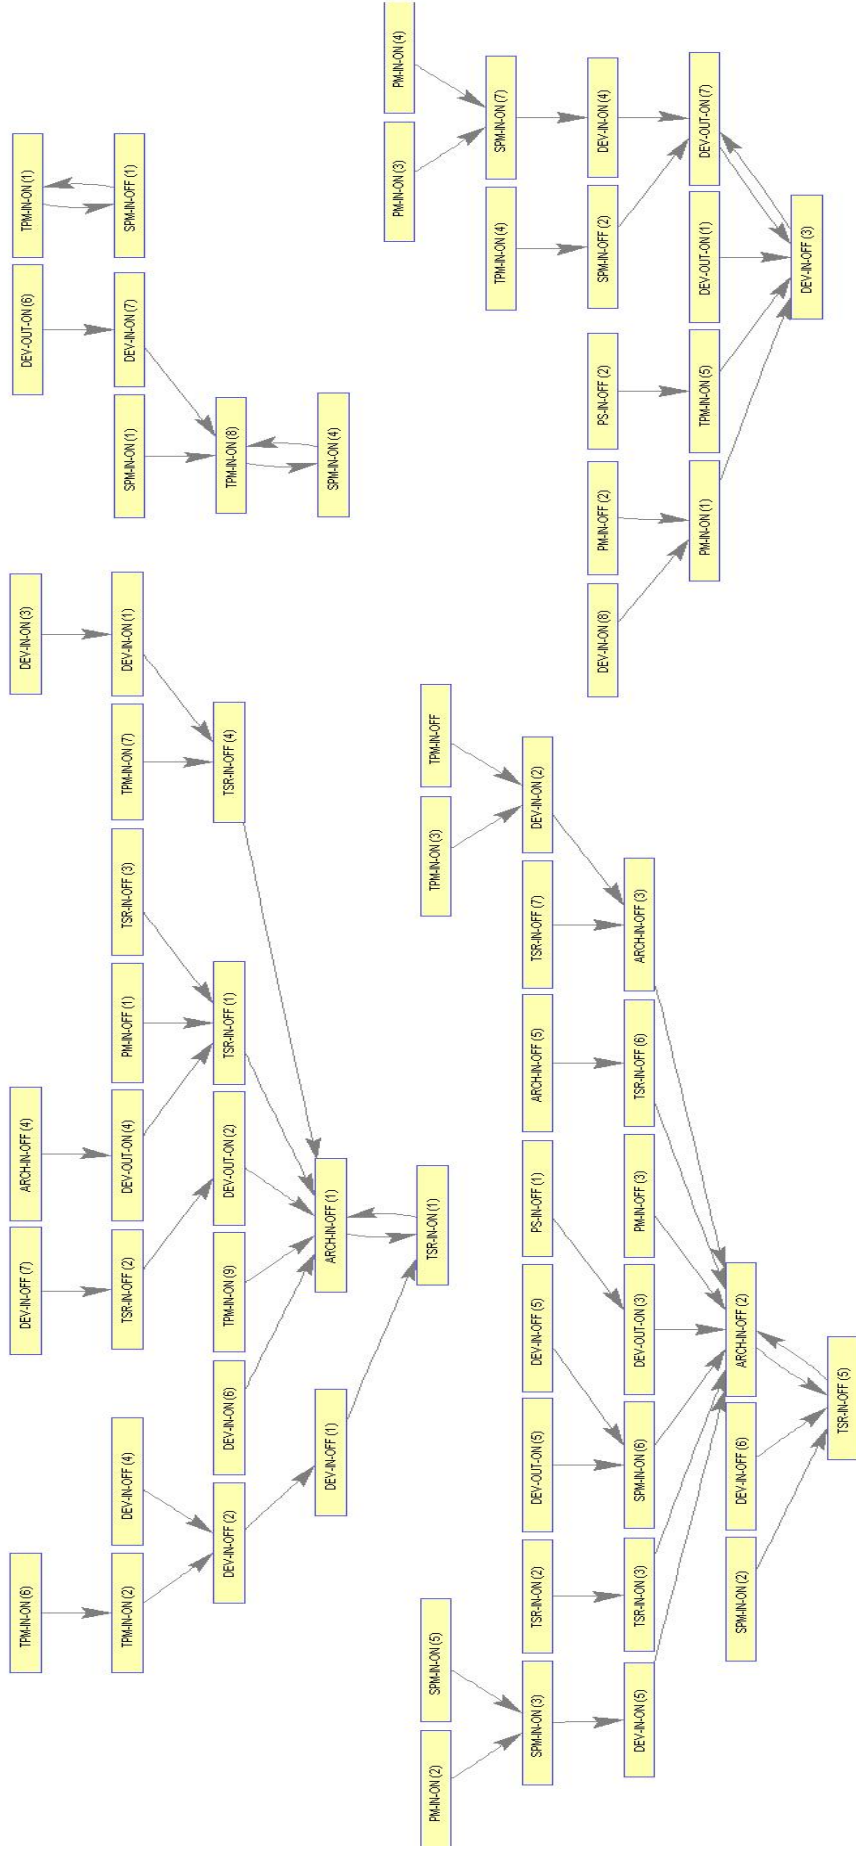 TPM-IN-ON (6)
DEV-IN-OFF (7)
ARCH-IN-OFF (4)
DEV-IN-ON (3)
TPM-IN-ON (2)
DEV-IN-OFF (4)
TSR-IN-OFF (2)
DEV-OUT-ON (4)
PM-IN-OFF (1)
TSR-IN-OFF (3)
TPM-IN-ON (7)
DEV-IN-ON (1)
DEV-IN-OFF (2)
DEV-IN-ON (6)
TPM-IN-ON (9)
DEV-OUT-ON (2)
TSR-IN-OFF (1)
TSR-IN-OFF (4)
DEV-IN-OFF (1)
ARCH-IN-OFF (1)
TSR-IN-ON (1)
DEV-OUT-ON (6)
TPM-IN-ON (1)
SPM-IN-ON (1)
DEV-IN-ON (7)
SPM-IN-OFF (1)
TPM-IN-ON (8)
SPM-IN-ON (4)
PM-IN-ON (2)
SPM-IN-ON (5)
TPM-IN-ON (3)
TPM-IN-OFF
SPM-IN-ON (3)
TSR-IN-ON (2)
DEV-OUT-ON (5)
DEV-IN-OFF (5)
PS-IN-OFF (1)
ARCH-IN-OFF (5)
TSR-IN-OFF (7)
DEV-IN-ON (2)
DEV-IN-ON (5)
TSR-IN-ON (3)
SPM-IN-ON (6)
DEV-OUT-ON (3)
PM-IN-OFF (3)
TSR-IN-OFF (6)
ARCH-IN-OFF (3)
SPM-IN-ON (2)
DEV-IN-OFF (6)
ARCH-IN-OFF (2)
TSR-IN-OFF (5)
PM-IN-ON (3)
PM-IN-ON (4)
TPM-IN-ON (4)
SPM-IN-ON (7)
DEV-IN-ON (8)
PM-IN-OFF (2)
PS-IN-OFF (2)
SPM-IN-OFF (2)
DEV-IN-ON (4)
PM-IN-ON (1)
TPM-IN-ON (5)
DEV-OUT-ON (1)
DEV-OUT-ON (7)
DEV-IN-OFF (3)